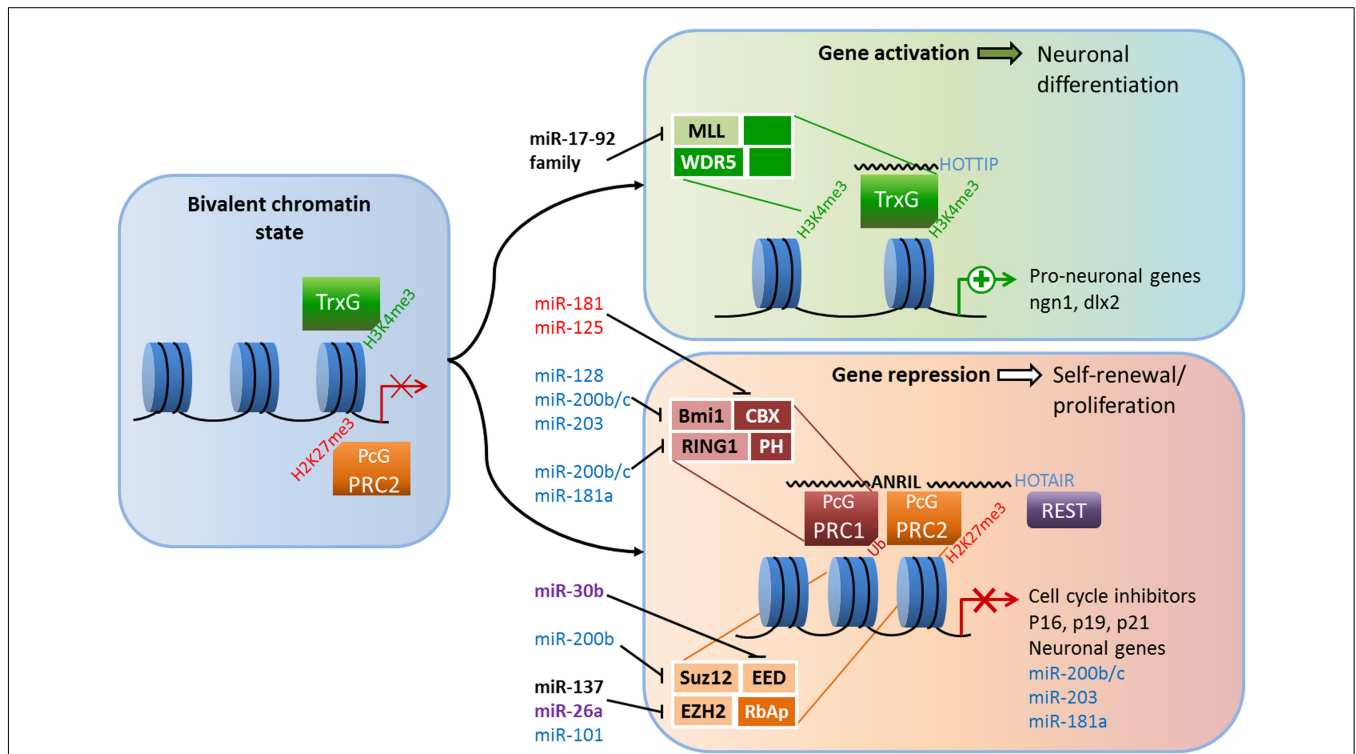 Bivalent chromatin
state
TrxG
H3K4me3
H2K27me3
PcG
PRC2
Gene activation
Neuronal
differentiation
miR-17-92
family
MLL
WDR5
HOTTIP
H3K4me3
TrxG
H3K4me3
Pro-neuronal genes
ngn1, dlx2
miR-181
miR-125
miR-128
miR-200b/c
miR-203
miR-200b/c
miR-181a
Gene repression
Self-renewal/
proliferation
Bmi1
CBX
RING1
PH
ANRIL
HOTAIR
PcG
PRC1
PcG
PRC2
REST
Ub
H2K27me3
miR-30b
miR-200b
miR-137
miR-26a
miR-101
Suz12
EED
EZH2
RbAp
Cell cycle inhibitors
P16, p19, p21
Neuronal genes
miR-200b/c
miR-203
miR-181a